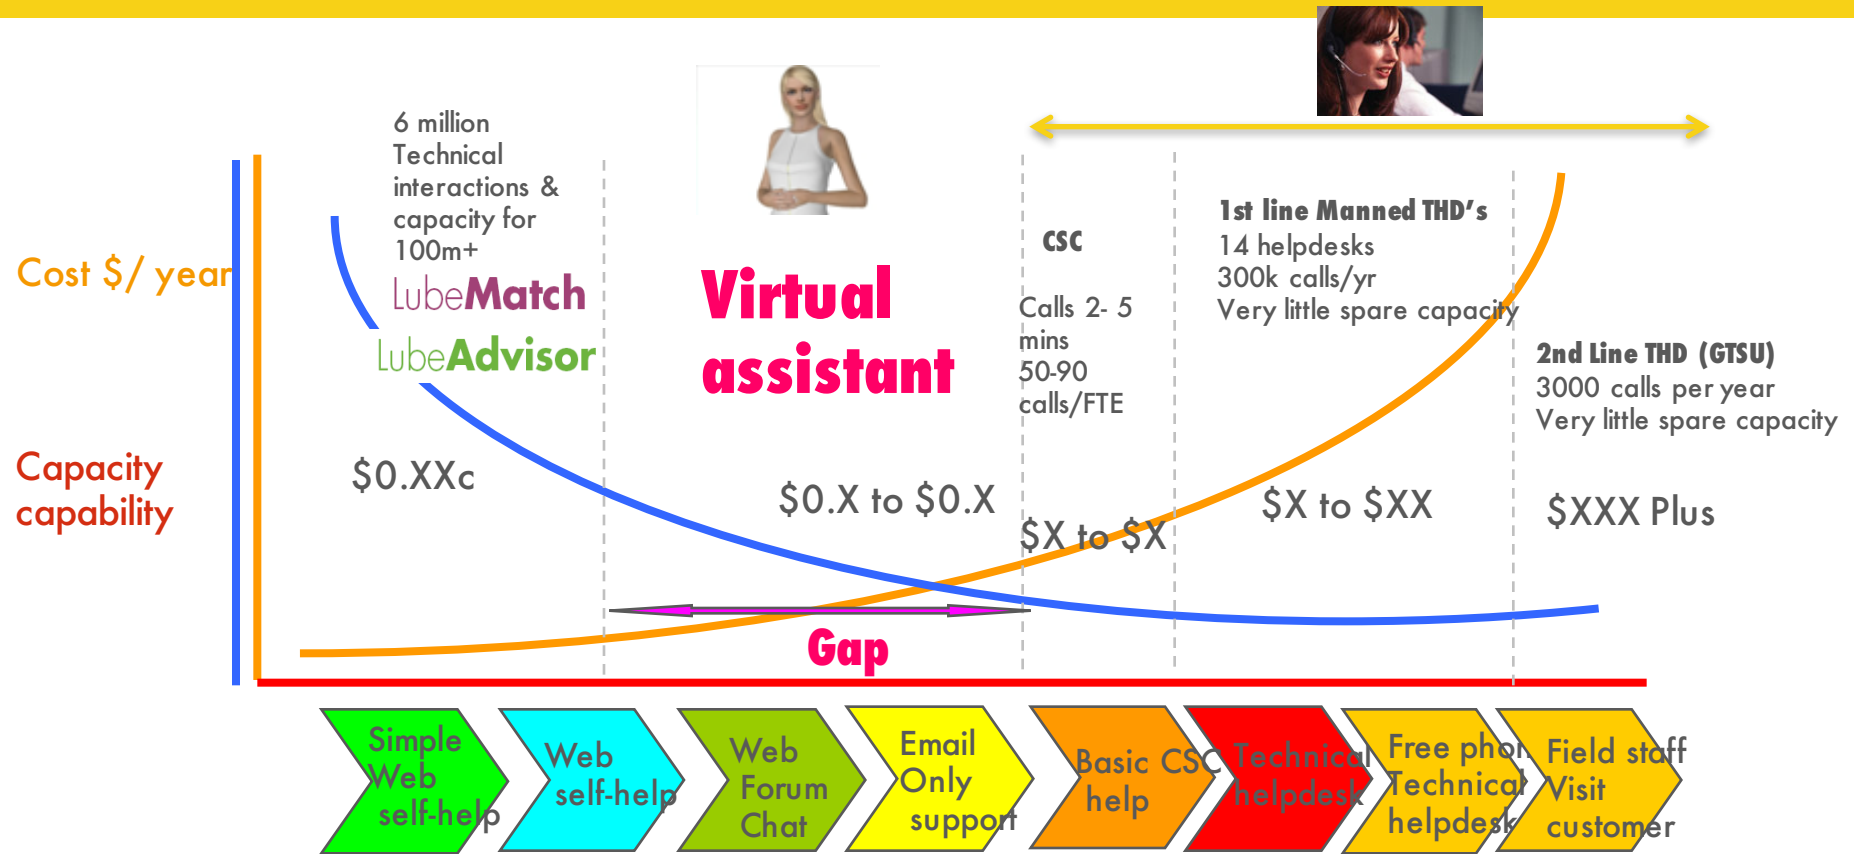 6 million
Technical
interactions &
capacity for
100m+
LubeMatch
LubeAdvisor
Cost $/ year
Capacity
capability
$0.XXc
Virtual
assistant
$0.X to $0.X
Gap
CSC
Calls 2- 5
mins
50-90
calls/FTE
$X to $X
1st line Manned THD’s
14 helpdesks
300k calls/yr
Very little spare capacity
$X to $XX
2nd Line THD (GTSU)
3000 calls per year
Very little spare capacity
$XXX Plus
Simple
Web
self-help
Web
self-help
Web
Forum
Chat
Email
Only
support
Basic CSC
help
Technical
helpdesk
Free phon
Technical
helpdesk
Field staff
Visit
customer